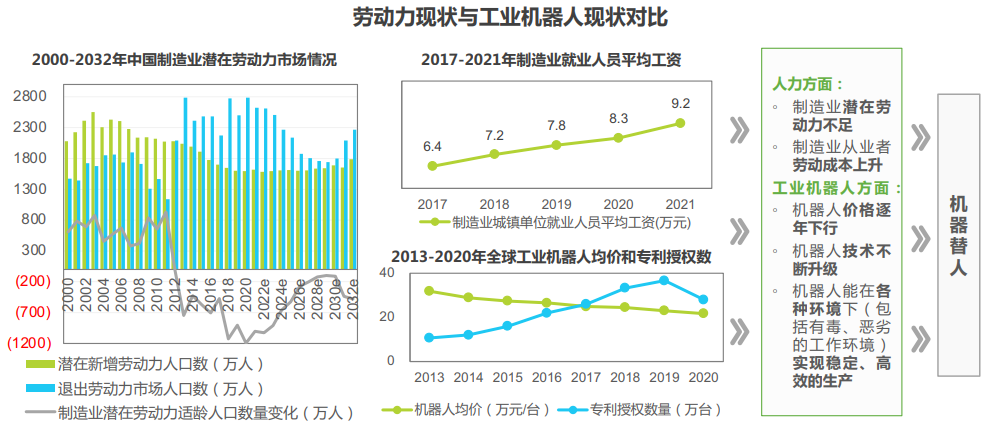 劳动力现状与工业机器人现状对比
2000-2032年中国制造业潜在劳动力市场情况
2800
2300
1800
1300
800
300
(200)
(700)
(1200)
2000
2002
2004
2006
2008
2010
2012
2014
2016
2018
2020
2022e
2024e
2026e
2028e
2030e
2032e
潜在新增劳动力人口数（万人）
退出劳动力市场人口数（万人）
制造业潜在劳动力适龄人口数量变化（万人）
2017-2021年制造业就业人员平均工资
6.4
7.2
7.8
8.3
9.2
2017
2018
2019
2020
2021
制造业城镇单位就业人员平均工资(万元)
2013-2020年全球工业机器人均价和专利授权数
40
20
0
2013
2014
2015
2016
2017
2018
2019
2020
机器人均价（万元/台）
专利授权数量（万台）
人力方面：
◦ 制造业潜在劳
动力不足
◦ 制造业从业者
劳动成本上升
工业机器人方面：
◦ 机器人价格逐
年下行
◦ 机器人技术不
断升级
◦ 机器人能在各
种环境下（包
括有毒、恶劣
的工作环境）
实现稳定、高
效的生产
机器替人